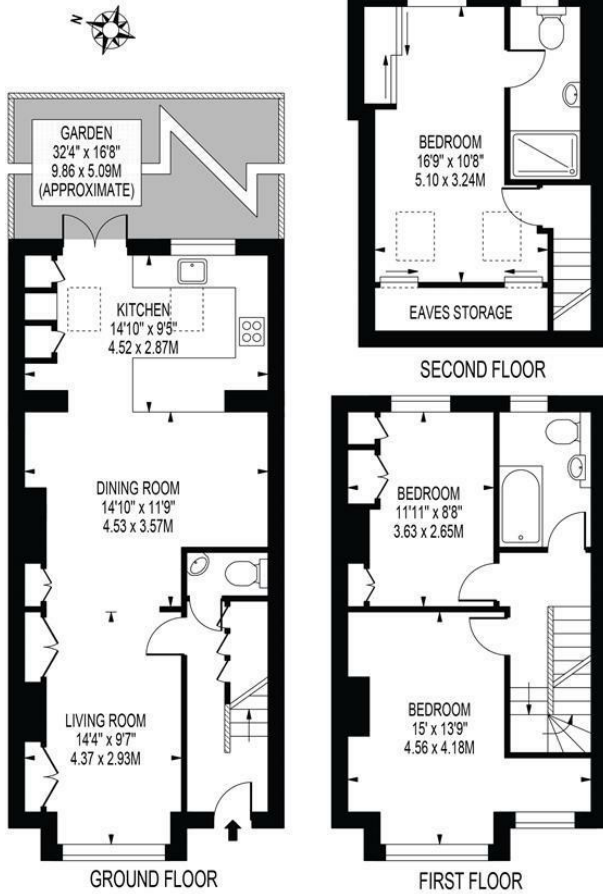 N
GARDEN
32'4" x 16'8"
9.86 x 5.09M
(APPROXIMATE)
KITCHEN
14'10" x 9'5"
4.52 x 2.87M
DINING ROOM
14'10" x 11'9"
4.53 x 3.57M
LIVING ROOM
14'4" x 9'7"
4.37 x 2.93M
GROUND FLOOR
BEDROOM
16'9" x 10'8"
5.10 x 3.24M
EAVES STORAGE
SECOND FLOOR
BEDROOM
11'11" x 8'8"
3.63 x 2.65M
BEDROOM
15' x 13'9"
4.56 x 4.18M
FIRST FLOOR